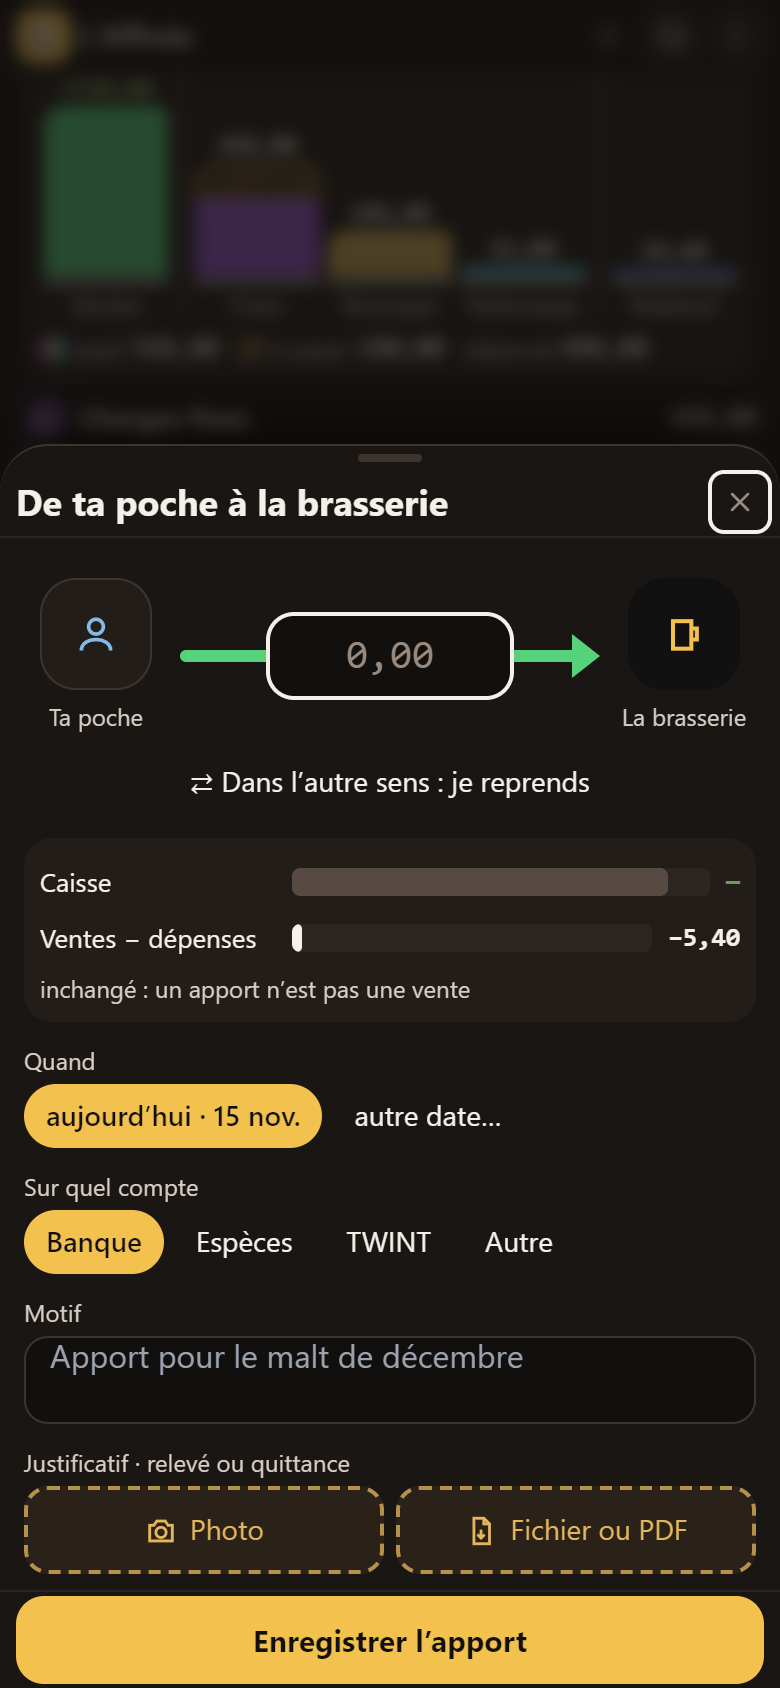 De ta poche à la brasserie
0,00
Ta poche
La brasserie
⇄ Dans l’autre sens : je reprends
Caisse –
Ventes – dépenses −5,40
inchangé : un apport n’est pas une vente
Quand
aujourd’hui · 15 nov. autre date…
Sur quel compte
Banque Espèces TWINT Autre
Motif
Apport pour le malt de décembre
Justificatif · relevé ou quittance
Photo Fichier ou PDF
Enregistrer l’apport